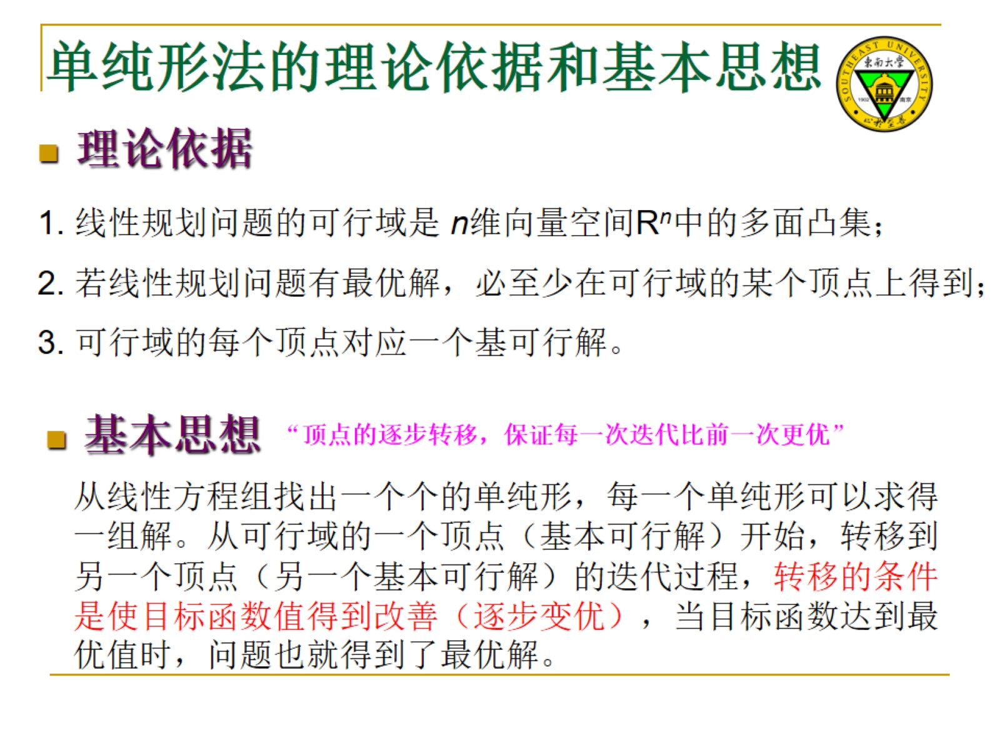 单纯形法的理论依据和基本思想
SOUTHEAST UNIVERSITY
東南大學
1902 南京
理论依据
1. 线性规划问题的可行域是 n维向量空间Rⁿ中的多面凸集；
2. 若线性规划问题有最优解，必至少在可行域的某个顶点上得到；
3. 可行域的每个顶点对应一个基可行解。
基本思想 “顶点的逐步转移，保证每一次迭代比前一次更优”
从线性方程组找出一个个的单纯形，每一个单纯形可以求得
一组解。从可行域的一个顶点（基本可行解）开始，转移到
另一个顶点（另一个基本可行解）的迭代过程，转移的条件
是使目标函数值得到改善（逐步变优），当目标函数达到最
优值时，问题也就得到了最优解。